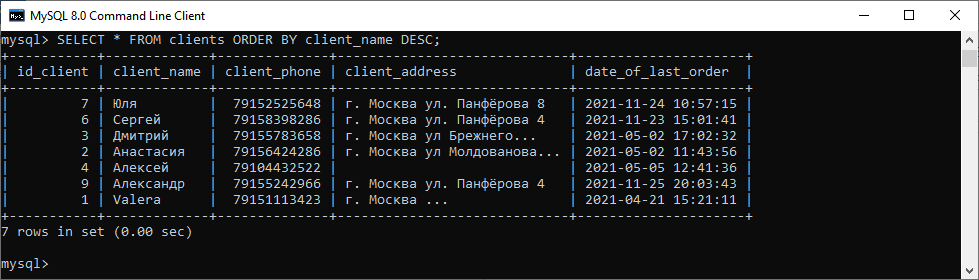 MySQL 8.0 Command Line Client
mysql> SELECT * FROM clients ORDER BY client_name DESC;
+-----------+-------------+--------------+----------------------------+---------------------+
| id_client | client_name | client_phone | client_address             | date_of_last_order  |
+-----------+-------------+--------------+----------------------------+---------------------+
|         7 | Юля         |  79152525648 | г. Москва ул. Панфёрова 8  | 2021-11-24 10:57:15 |
|         6 | Сергей      |  79158398286 | г. Москва ул. Панфёрова 4  | 2021-11-23 15:01:41 |
|         3 | Дмитрий     |  79155783658 | г. Москва ул Брежнего...   | 2021-05-02 17:02:32 |
|         2 | Анастасия   |  79156424286 | г. Москва ул Молдованова... | 2021-05-02 11:43:56 |
|         4 | Алексей     |  79104432522 |                            | 2021-05-05 12:41:36 |
|         9 | Александр   |  79155242966 | г. Москва ул. Панфёрова 4  | 2021-11-25 20:03:43 |
|         1 | Valera      |  79151113423 | г. Москва ...              | 2021-04-21 15:21:11 |
+-----------+-------------+--------------+----------------------------+---------------------+
7 rows in set (0.00 sec)
mysql>